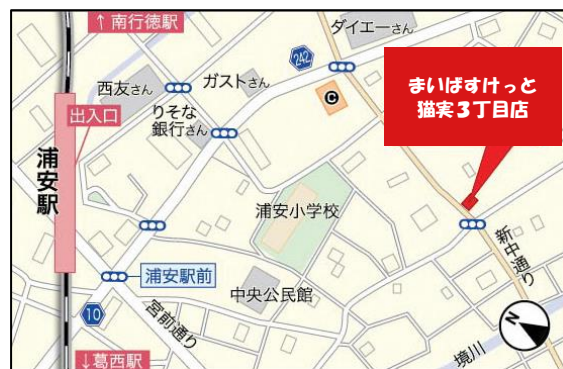 ↑南行徳駅
ダイエーさん
242
西友さん
ガストさん
まいばすけっと
猫実3丁目店
出入口
りそな
銀行さん
C
浦安駅
浦安小学校
新中通り
浦安駅前
中央公民館
10
宮前通り
N
境川
↓葛西駅